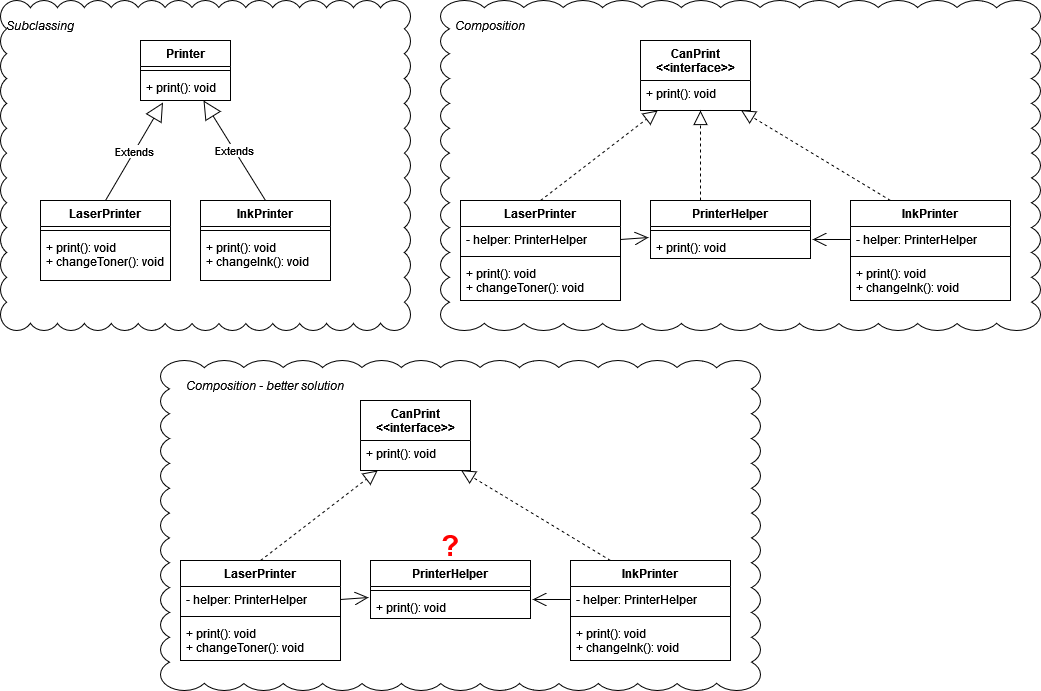 Subclassing
Printer
+ print(): void
Extends
Extends
LaserPrinter
+ print(): void
+ changeToner(): void
InkPrinter
+ print(): void
+ changeInk(): void
Composition
CanPrint
<<interface>>
+ print(): void
LaserPrinter
- helper: PrinterHelper
+ print(): void
+ changeToner(): void
PrinterHelper
+ print(): void
InkPrinter
- helper: PrinterHelper
+ print(): void
+ changeInk(): void
Composition - better solution
CanPrint
<<interface>>
+ print(): void
?
LaserPrinter
- helper: PrinterHelper
+ print(): void
+ changeToner(): void
PrinterHelper
+ print(): void
InkPrinter
- helper: PrinterHelper
+ print(): void
+ changeInk(): void